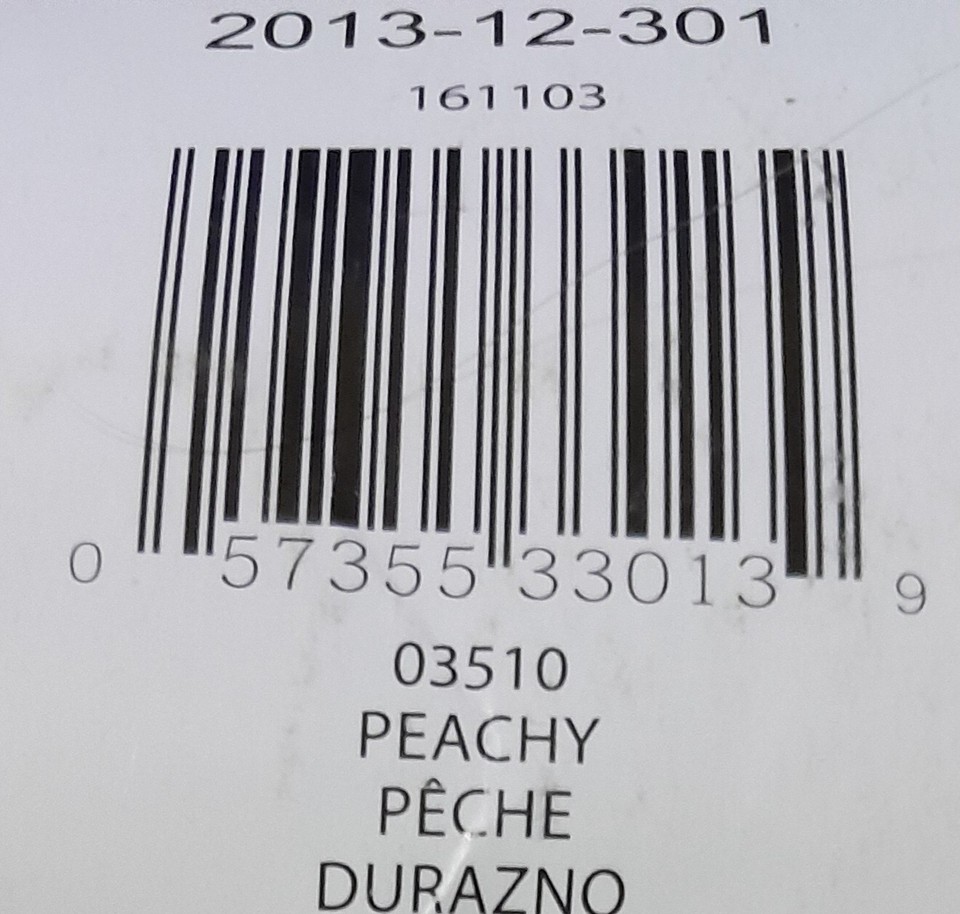 2013-12-301
161103
0 57355 33013 9
03510
PEACHY
PÊCHE
DURAZNO